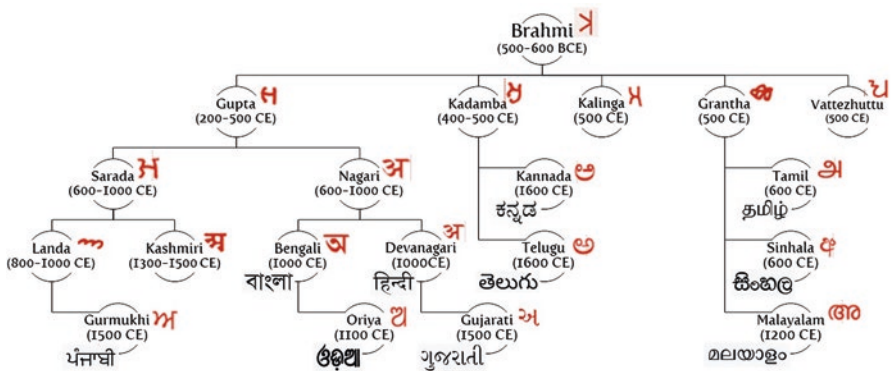 Brahmi 𑀅
(500-600 BCE)
Gupta
(200-500 CE)
Kadamba
(400-500 CE)
Kalinga
(500 CE)
Grantha
(500 CE)
Vattezhuttu
(500 CE)
Sarada
(600-1000 CE)
Nagari अ
(600-1000 CE)
Kannada ಅ
(1600 CE)
ಕನ್ನಡ
Tamil அ
(600 CE)
தமிழ்
Landa
(800-1000 CE)
Kashmiri
(1300-1500 CE)
Bengali অ
(1000 CE)
বাংলা
Devanagari अ
(1000CE)
हिन्दी
Telugu అ
(1600 CE)
తెలుగు
Sinhala අ
(600 CE)
සිංහල
Gurmukhi ਅ
(1500 CE)
ਪੰਜਾਬੀ
Oriya ଅ
(1100 CE)
ଓଡ଼ିଆ
Gujarati અ
(1500 CE)
ગુજરાતી
Malayalam അ
(1200 CE)
മലയാളം